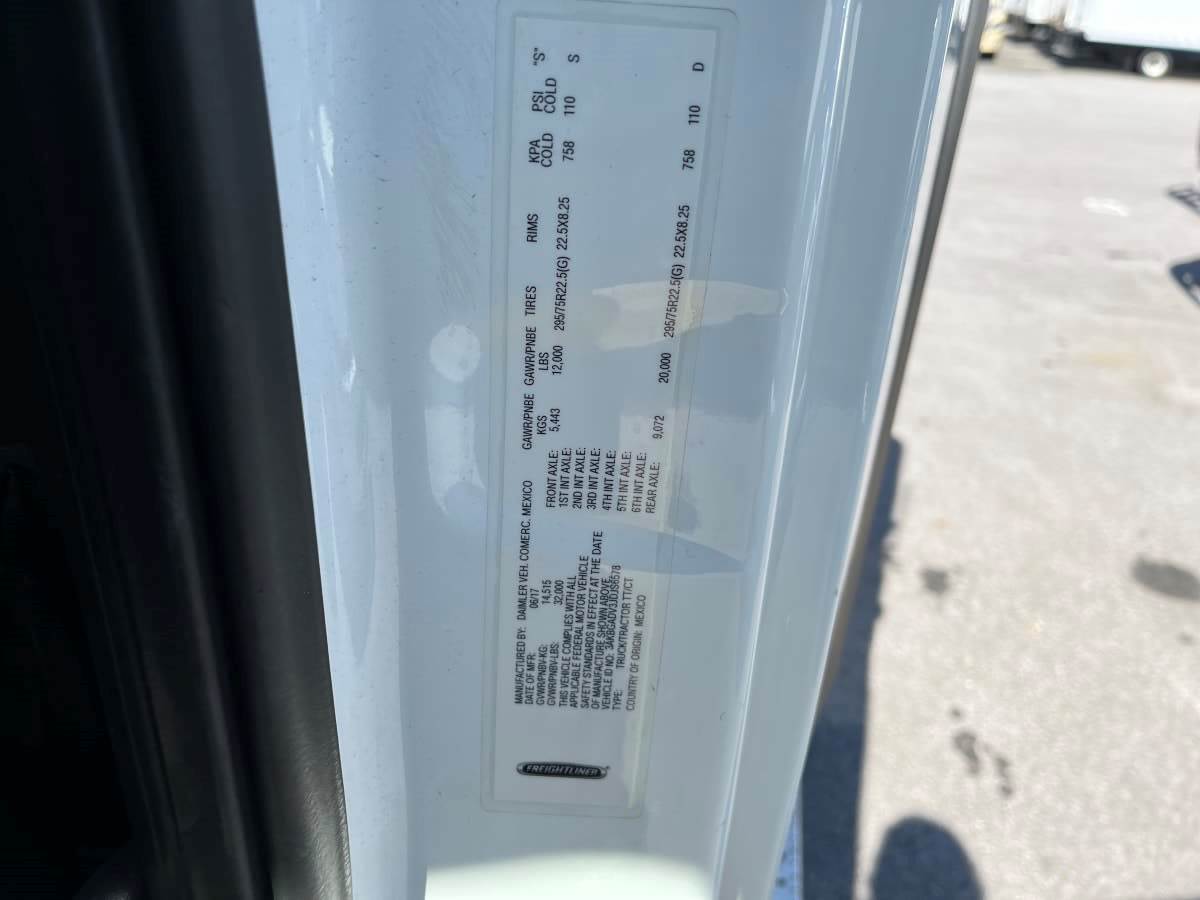 FREIGHTLINER
MANUFACTURED BY: DAIMLER VEH. COMERC. MEXICO
DATE OF MFR: 06/17
GVWR/PNBV-KG: 14,515
GVWR/PNBV-LBS: 32,000
THIS VEHICLE COMPLIES WITH ALL
APPLICABLE FEDERAL MOTOR VEHICLE
SAFETY STANDARDS IN EFFECT AT THE DATE
OF MANUFACTURE SHOWN ABOVE.
VEHICLE ID NO: 3AKBGADV3JDJS6578
TYPE: TRUCK/TRACTOR TT/CT
COUNTRY OF ORIGIN: MEXICO
GAWR/PNBE KGS GAWR/PNBE LBS TIRES RIMS KPA COLD PSI COLD "S"
FRONT AXLE: 5,443 12,000 295/75R22.5(G) 22.5X8.25 758 110 S
1ST INT AXLE:
2ND INT AXLE:
3RD INT AXLE:
4TH INT AXLE:
5TH INT AXLE:
6TH INT AXLE:
REAR AXLE: 9,072 20,000 295/75R22.5(G) 22.5X8.25 758 110 D